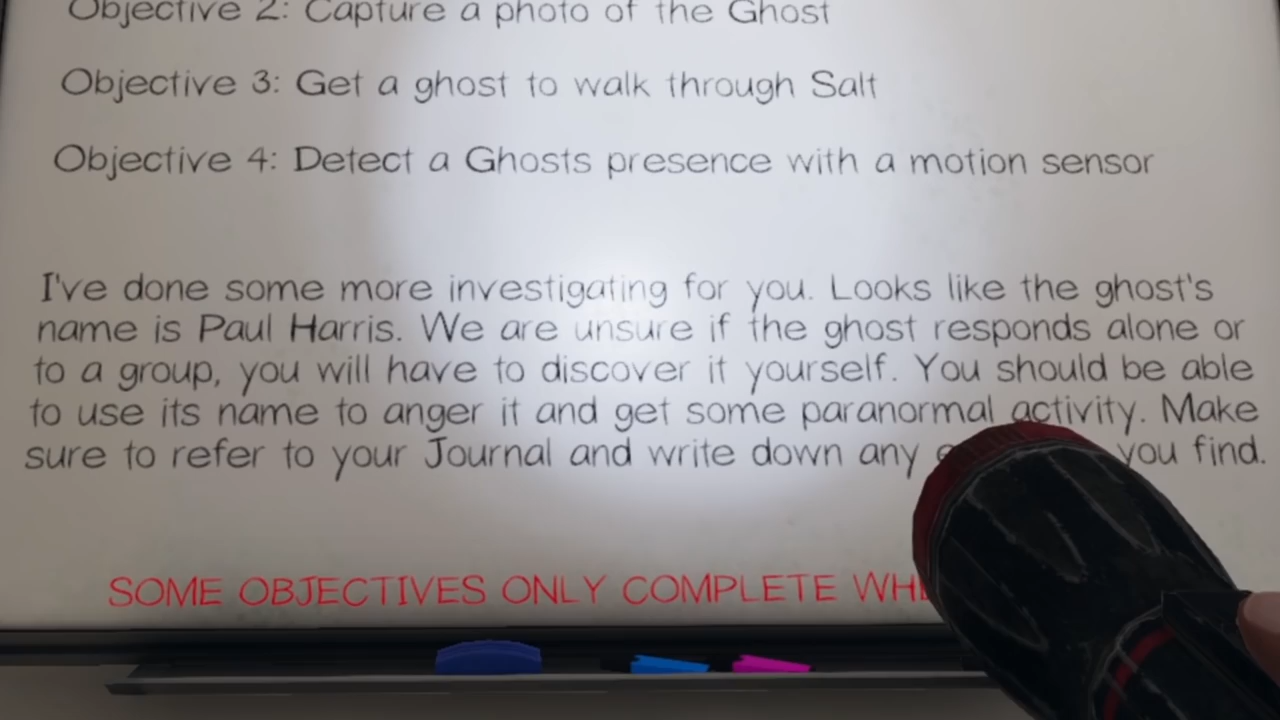 Objective 2: Capture a photo of the Ghost
Objective 3: Get a ghost to walk through Salt
Objective 4: Detect a Ghosts presence with a motion sensor
I've done some more investigating for you. Looks like the ghost's
name is Paul Harris. We are unsure if the ghost responds alone or
to a group, you will have to discover it yourself. You should be able
to use its name to anger it and get some paranormal activity. Make
sure to refer to your Journal and write down any you find.
SOME OBJECTIVES ONLY COMPLETE